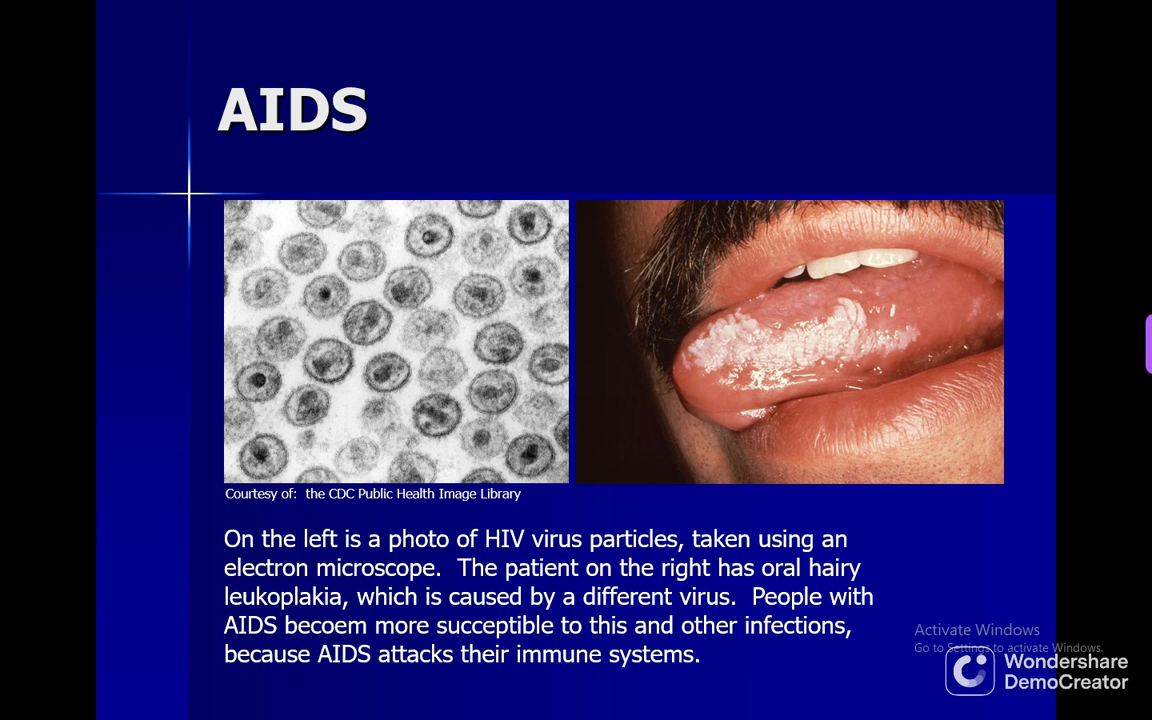 AIDS
Courtesy of:  the CDC Public Health Image Library
On the left is a photo of HIV virus particles, taken using an
electron microscope.  The patient on the right has oral hairy
leukoplakia, which is caused by a different virus.  People with
AIDS becoem more succeptible to this and other infections,
because AIDS attacks their immune systems.
Activate Windows
Go to Settings to activate Windows.
Wondershare
DemoCreator